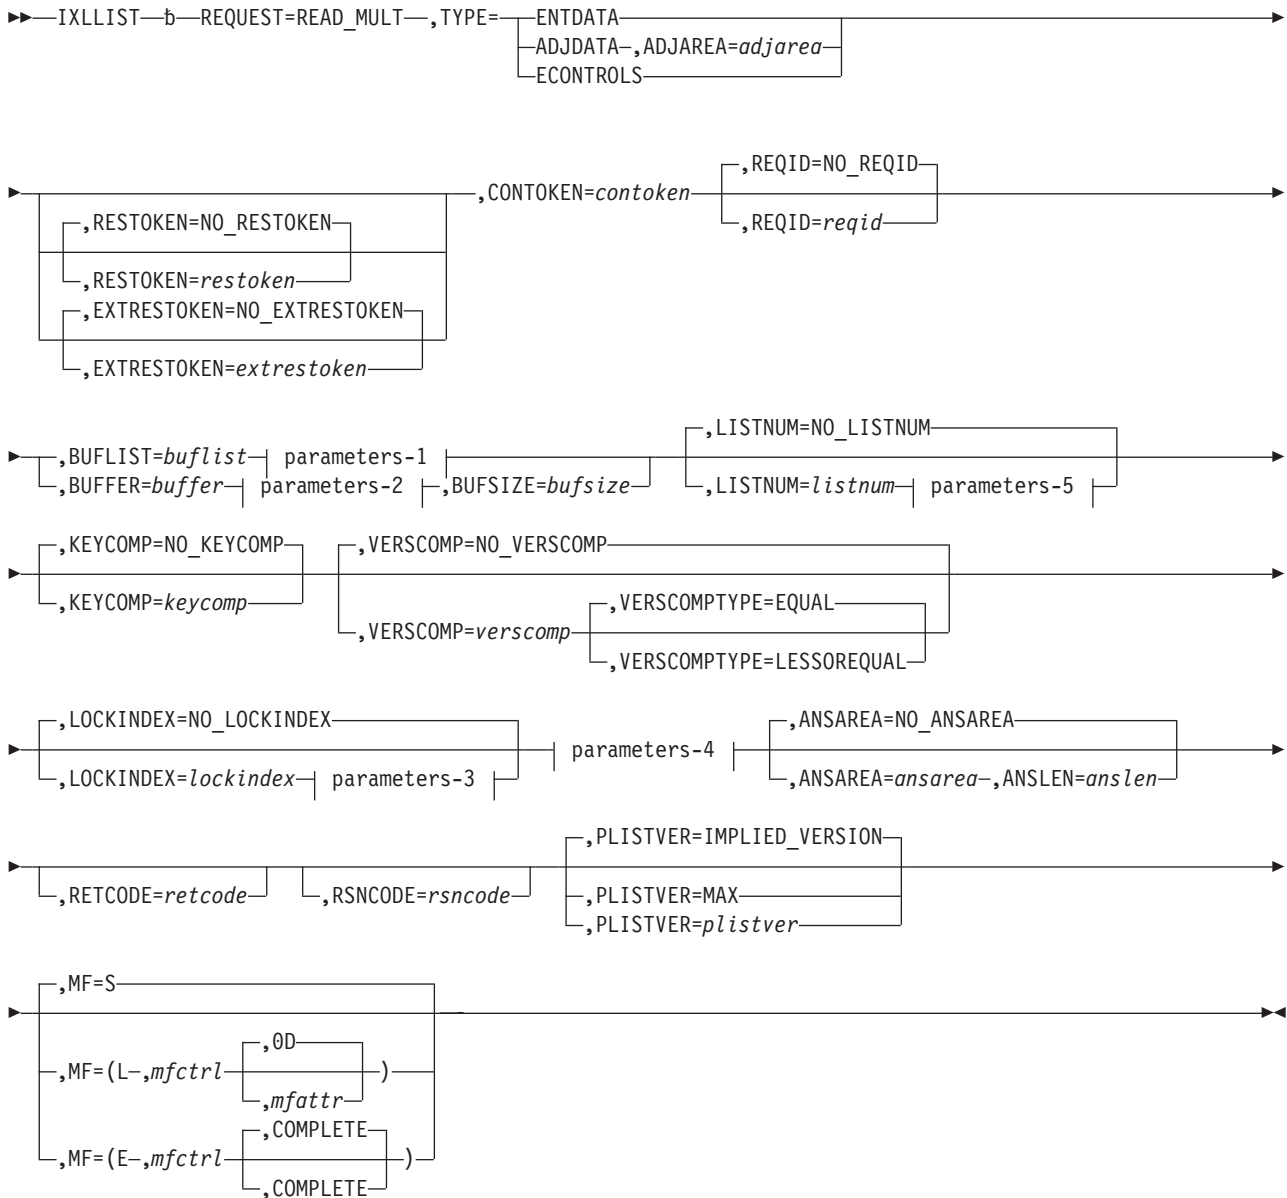 IXLLIST ƀ REQUEST=READ_MULT ,TYPE= ENTDATA
ADJDATA ,ADJAREA=adjarea
ECONTROLS
,RESTOKEN=NO_RESTOKEN
,RESTOKEN=restoken
,EXTRESTOKEN=NO_EXTRESTOKEN
,EXTRESTOKEN=extrestoken
,CONTOKEN=contoken
,REQID=NO_REQID
,REQID=reqid
,BUFLIST=buflist parameters-1
,BUFFER=buffer parameters-2 ,BUFSIZE=bufsize
,LISTNUM=NO_LISTNUM
,LISTNUM=listnum parameters-5
,KEYCOMP=NO_KEYCOMP
,KEYCOMP=keycomp
,VERSCOMP=NO_VERSCOMP
,VERSCOMP=verscomp
,VERSCOMPTYPE=EQUAL
,VERSCOMPTYPE=LESSOREQUAL
,LOCKINDEX=NO_LOCKINDEX
,LOCKINDEX=lockindex parameters-3
parameters-4
,ANSAREA=NO_ANSAREA
,ANSAREA=ansarea ,ANSLEN=anslen
,RETCODE=retcode
,RSNCODE=rsncode
,PLISTVER=IMPLIED_VERSION
,PLISTVER=MAX
,PLISTVER=plistver
,MF=S
,MF=(L ,mfctrl
,0D
,mfattr
)
,MF=(E ,mfctrl
,COMPLETE
,COMPLETE
)